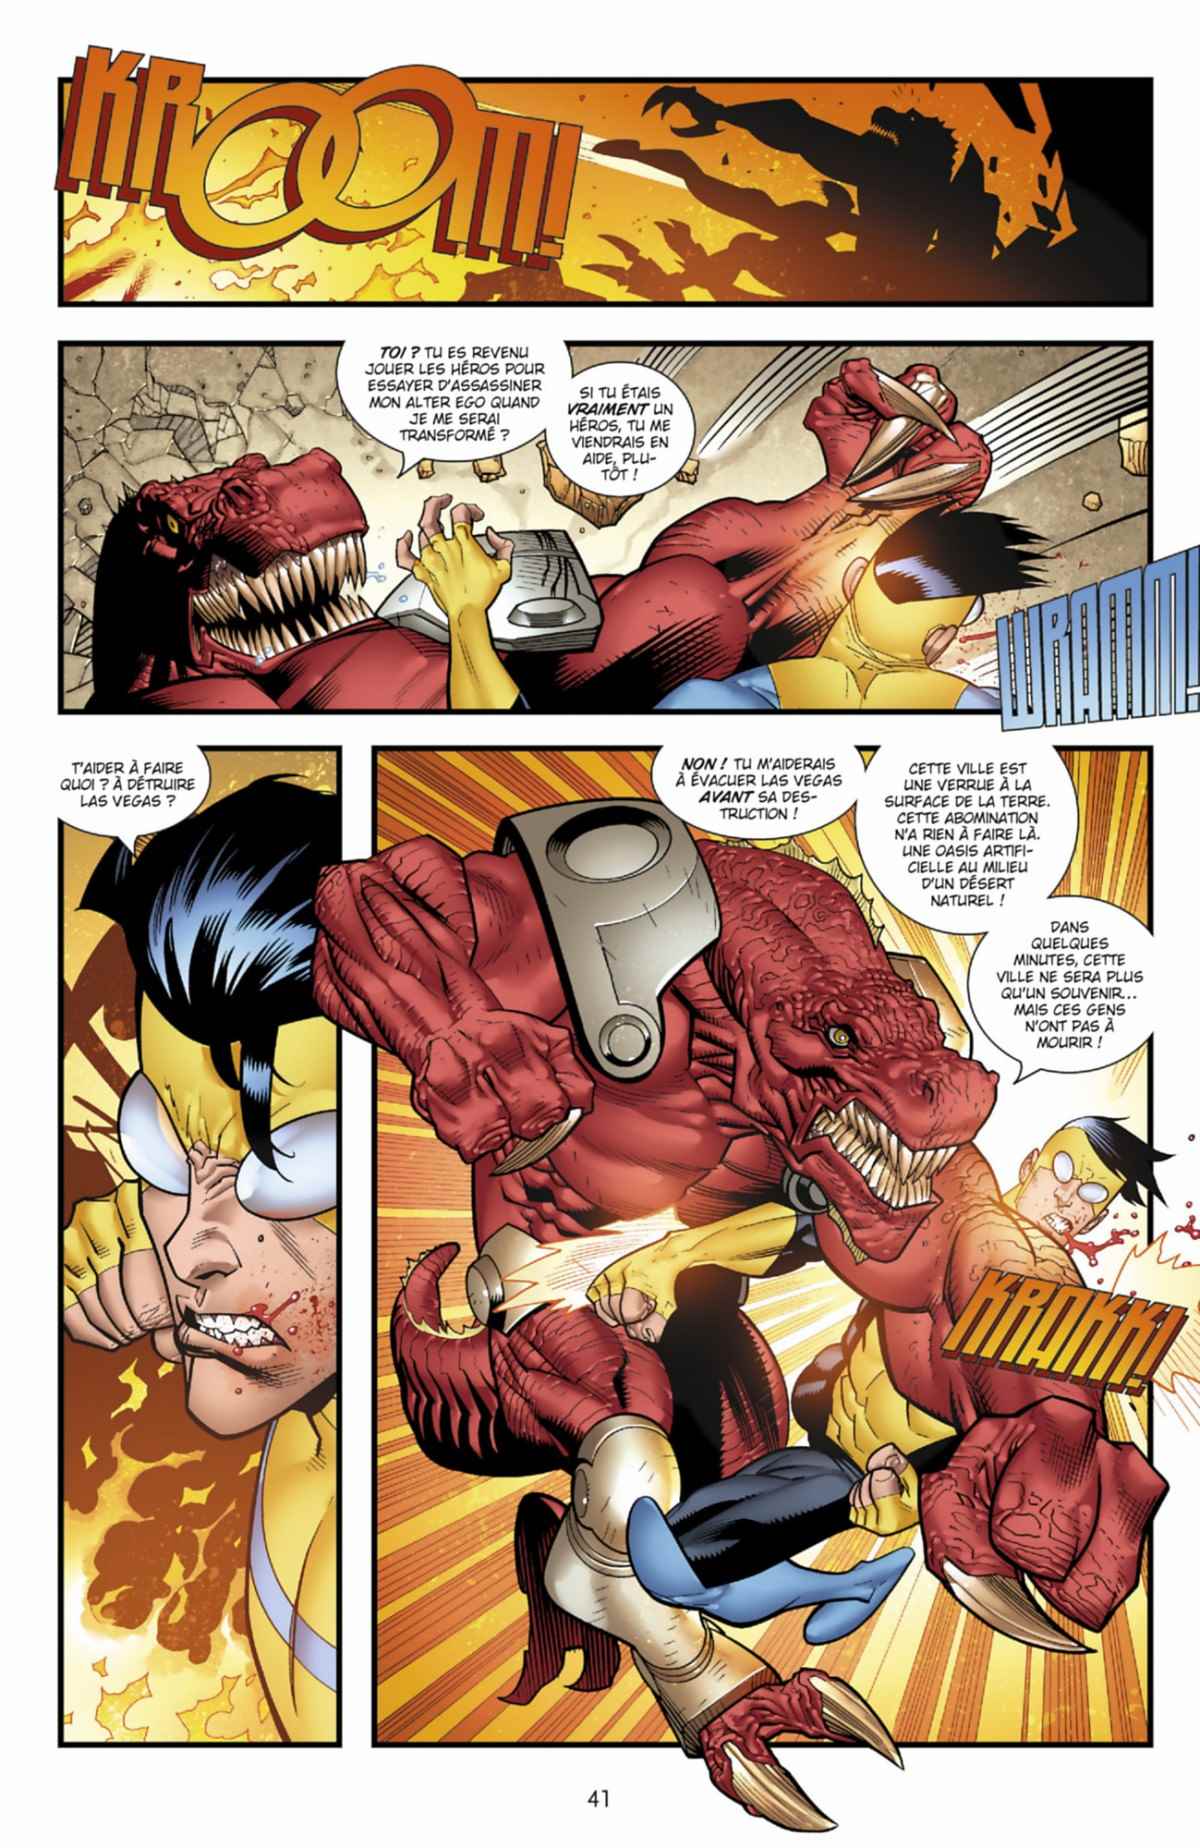 KROOM!
TOI ? TU ES REVENU
JOUER LES HÉROS POUR
ESSAYER D'ASSASSINER
MON ALTER EGO QUAND
JE ME SERAI
TRANSFORMÉ ?
SI TU ÉTAIS
VRAIMENT UN
HÉROS, TU ME
VIENDRAIS EN
AIDE, PLU-
TÔT !
WRAMM!
T'AIDER À FAIRE
QUOI ? À DÉTRUIRE
LAS VEGAS ?
NON ! TU M'AIDERAIS
À ÉVACUER LAS VEGAS
AVANT SA DES-
TRUCTION !
CETTE VILLE EST
UNE VERRUE À LA
SURFACE DE LA TERRE.
CETTE ABOMINATION
N'A RIEN À FAIRE LÀ.
UNE OASIS ARTIFI-
CIELLE AU MILIEU
D'UN DÉSERT
NATUREL !
DANS
QUELQUES
MINUTES, CETTE
VILLE NE SERA PLUS
QU'UN SOUVENIR...
MAIS CES GENS
N'ONT PAS À
MOURIR !
KRAKK!
41